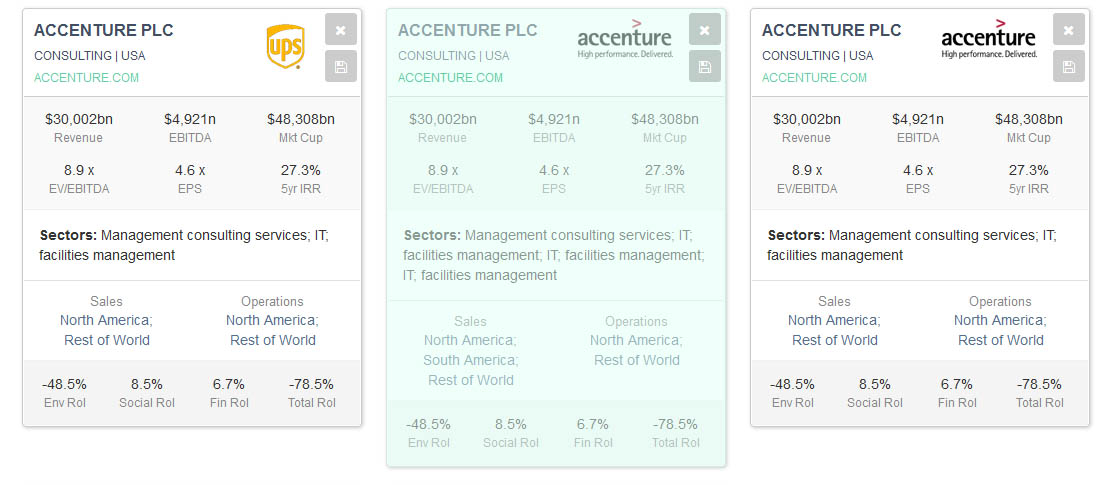 ACCENTURE PLC
ups
CONSULTING | USA
ACCENTURE.COM
$30,002bn $4,921n $48,308bn
Revenue EBITDA Mkt Cup
8.9 x 4.6 x 27.3%
EV/EBITDA EPS 5yr IRR
Sectors: Management consulting services; IT;
facilities management
Sales Operations
North America; North America;
Rest of World Rest of World
-48.5% 8.5% 6.7% -78.5%
Env RoI Social RoI Fin RoI Total RoI
ACCENTURE PLC
accenture
High performance. Delivered.
CONSULTING | USA
ACCENTURE.COM
$30,002bn $4,921n $48,308bn
Revenue EBITDA Mkt Cup
8.9 x 4.6 x 27.3%
EV/EBITDA EPS 5yr IRR
Sectors: Management consulting services; IT;
facilities management; IT; facilities management;
IT; facilities management
Sales Operations
North America; North America;
South America; Rest of World
Rest of World
-48.5% 8.5% 6.7% -78.5%
Env RoI Social RoI Fin RoI Total RoI
ACCENTURE PLC
accenture
High performance. Delivered.
CONSULTING | USA
ACCENTURE.COM
$30,002bn $4,921n $48,308bn
Revenue EBITDA Mkt Cup
8.9 x 4.6 x 27.3%
EV/EBITDA EPS 5yr IRR
Sectors: Management consulting services; IT;
facilities management
Sales Operations
North America; North America;
Rest of World Rest of World
-48.5% 8.5% 6.7% -78.5%
Env RoI Social RoI Fin RoI Total RoI